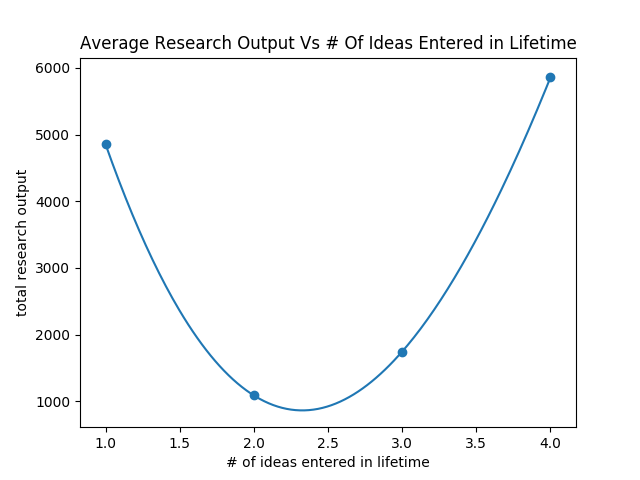 Average Research Output Vs # Of Ideas Entered in Lifetime
6000
5000
4000
3000
2000
1000
total research output
1.0 1.5 2.0 2.5 3.0 3.5 4.0
# of ideas entered in lifetime